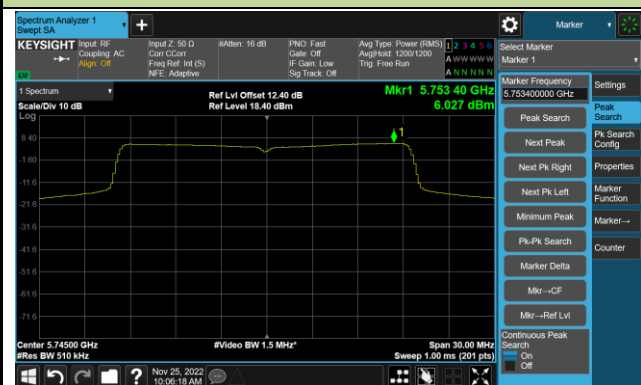 Spectrum Analyzer 1
Swept SA
+
Marker
KEYSIGHT
Input: RF
Coupling: AC
Align: Off
Input Z: 50 Ω
Corr CCorr
Freq Ref: Int (S)
NFE: Adaptive
#Atten: 16 dB
PNO: Fast
Gate: Off
IF Gain: Low
Sig Track: Off
Avg Type: Power (RMS)
Avg|Hold: 1200/1200
Trig: Free Run
1 2 3 4 5 6
A W W W W W
A N N N N N
LXI
Select Marker
Marker 1
1 Spectrum
Scale/Div 10 dB
Log
Ref Lvl Offset 12.40 dB
Ref Level 18.40 dBm
Mkr1 5.753 40 GHz
6.027 dBm
1
8.40
-1.60
-11.6
-21.6
-31.6
-41.6
-51.6
-61.6
-71.6
Center 5.74500 GHz
#Res BW 510 kHz
#Video BW 1.5 MHz*
Span 30.00 MHz
Sweep 1.00 ms (201 pts)
Marker Frequency
5.753400000 GHz
Peak Search
Next Peak
Next Pk Right
Next Pk Left
Minimum Peak
Pk-Pk Search
Marker Delta
Mkr→CF
Mkr→Ref Lvl
Continuous Peak
Search
On
Off
Settings
Peak
Search
Pk Search
Config
Properties
Marker
Function
Marker→
Counter
?
Nov 25, 2022
10:06:18 AM